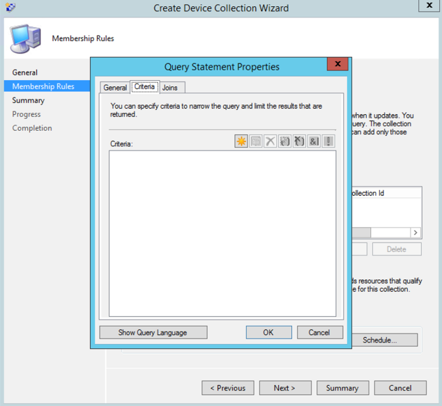 Create Device Collection Wizard
x
Membership Rules
General
Membership Rules
Summary
Progress
Completion
Query Statement Properties
x
General
Criteria
Joins
You can specify criteria to narrow the query and limit the results that are
returned.
Criteria:
Show Query Language
OK
Cancel
when it updates. You
query. The collection
can add only those
ollection Id
Delete
ds resources that qualify
e for this collection.
Schedule...
< Previous
Next >
Summary
Cancel